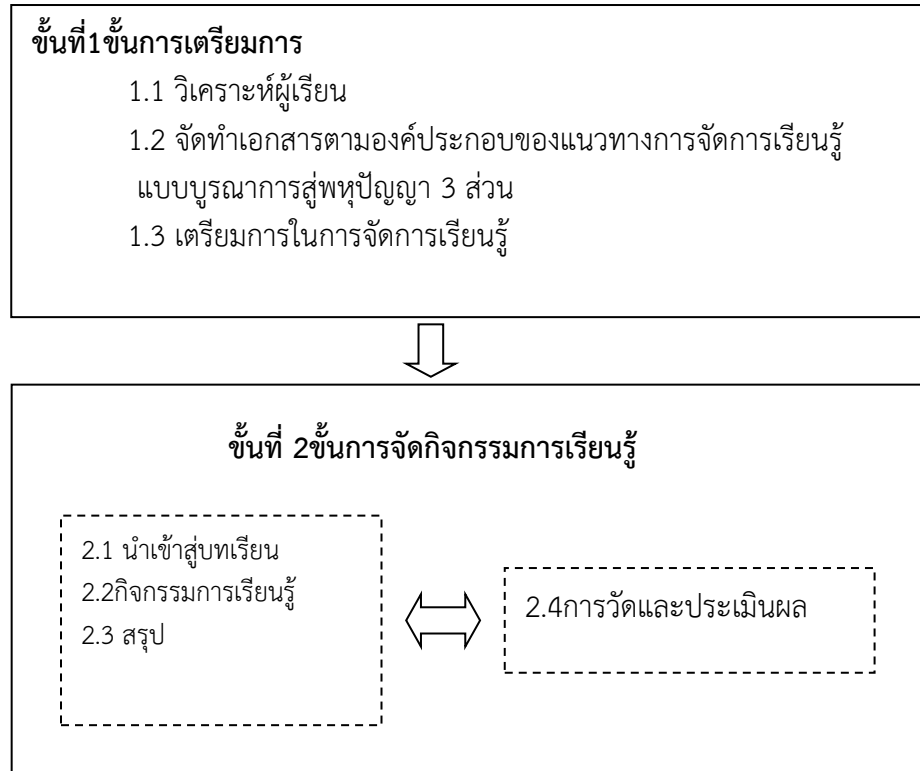 ขั้นที่1ขั้นการเตรียมการ
1.1 วิเคราะห์ผู้เรียน
1.2 จัดทำเอกสารตามองค์ประกอบของแนวทางการจัดการเรียนรู้
แบบบูรณาการสู่พหุปัญญา 3 ส่วน
1.3 เตรียมการในการจัดการเรียนรู้
ขั้นที่ 2ขั้นการจัดกิจกรรมการเรียนรู้
2.1 นำเข้าสู่บทเรียน
2.2กิจกรรมการเรียนรู้
2.3 สรุป
2.4การวัดและประเมินผล